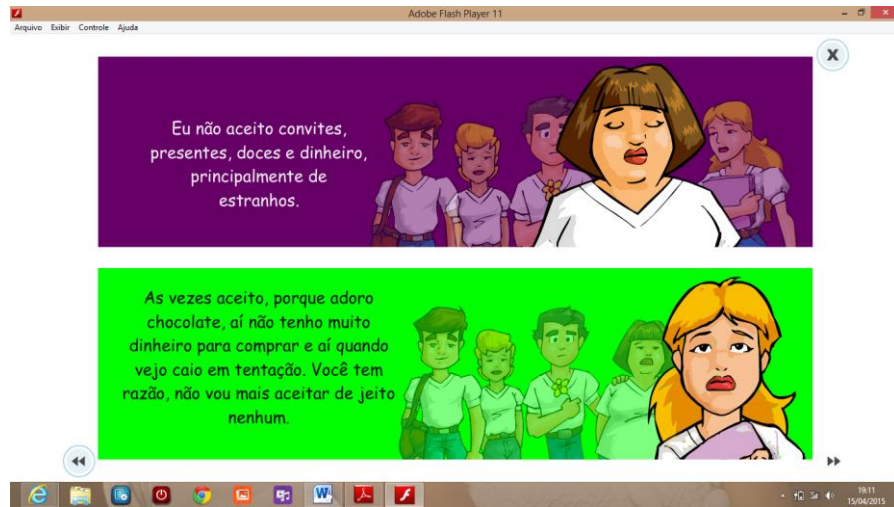 Adobe Flash Player 11
Arquivo Exibir Controle Ajuda
X
Eu não aceito convites,
presentes, doces e dinheiro,
principalmente de
estranhos.
As vezes aceito, porque adoro
chocolate, aí não tenho muito
dinheiro para comprar e aí quando
vejo caio em tentação. Você tem
razão, não vou mais aceitar de jeito
nenhum.
19:11
15/04/2015